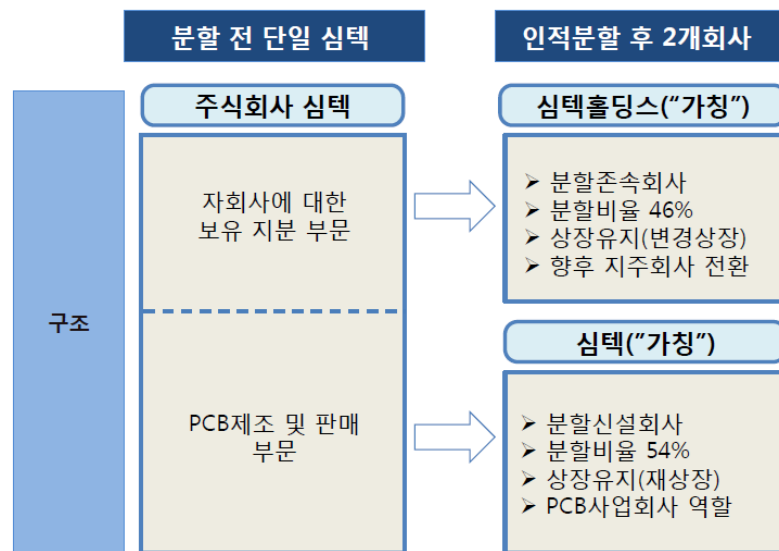 분할 전 단일 심텍
인적분할 후 2개회사
구조
주식회사 심텍
자회사에 대한
보유 지분 부문
PCB제조 및 판매
부문
심텍홀딩스(“가칭”)
➢ 분할존속회사
➢ 분할비율 46%
➢ 상장유지(변경상장)
➢ 향후 지주회사 전환
심텍(”가칭”)
➢ 분할신설회사
➢ 분할비율 54%
➢ 상장유지(재상장)
➢ PCB사업회사 역할